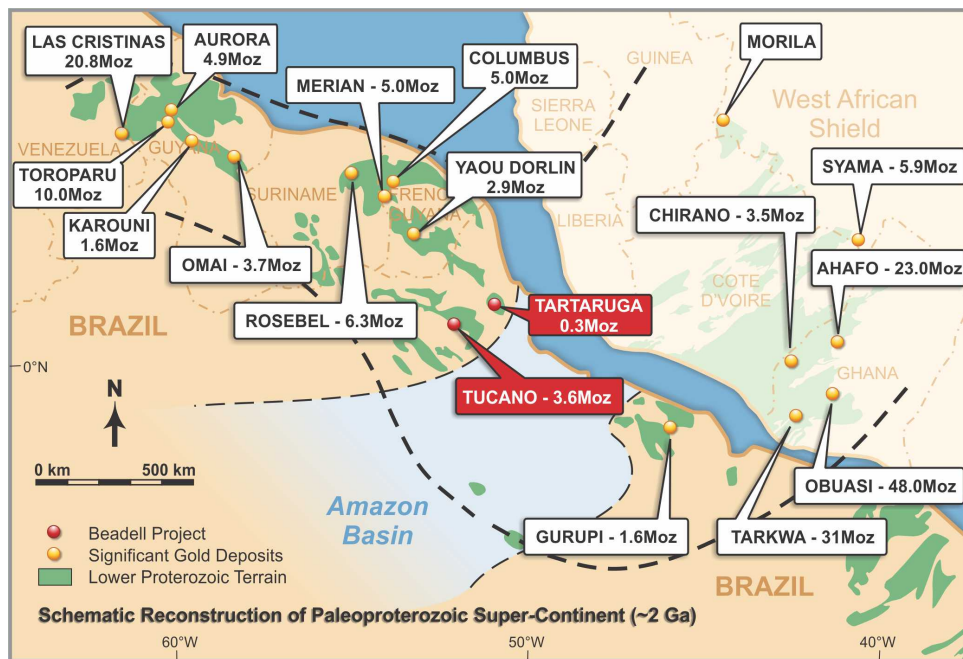 LAS CRISTINAS
20.8Moz
AURORA
4.9Moz
MERIAN - 5.0Moz
COLUMBUS
5.0Moz
MORILA
GUINEA
SIERRA
LEONE
West African
Shield
VENEZUELA
GUYANA
TOROPARU
10.0Moz
KAROUNI
1.6Moz
SURINAME
FRENCH
GUYANA
YAOU DORLIN
2.9Moz
LIBERIA
CHIRANO - 3.5Moz
SYAMA - 5.9Moz
OMAI - 3.7Moz
AHAFO - 23.0Moz
COTE
D'VOIRE
BRAZIL
ROSEBEL - 6.3Moz
TARTARUGA
0.3Moz
0°N
TUCANO - 3.6Moz
GHANA
N
0 km
500 km
OBUASI - 48.0Moz
Amazon
Basin
GURUPI - 1.6Moz
TARKWA - 31Moz
Beadell Project
Significant Gold Deposits
Lower Proterozoic Terrain
BRAZIL
Schematic Reconstruction of Paleoproterozoic Super-Continent (~2 Ga)
60°W
50°W
40°W